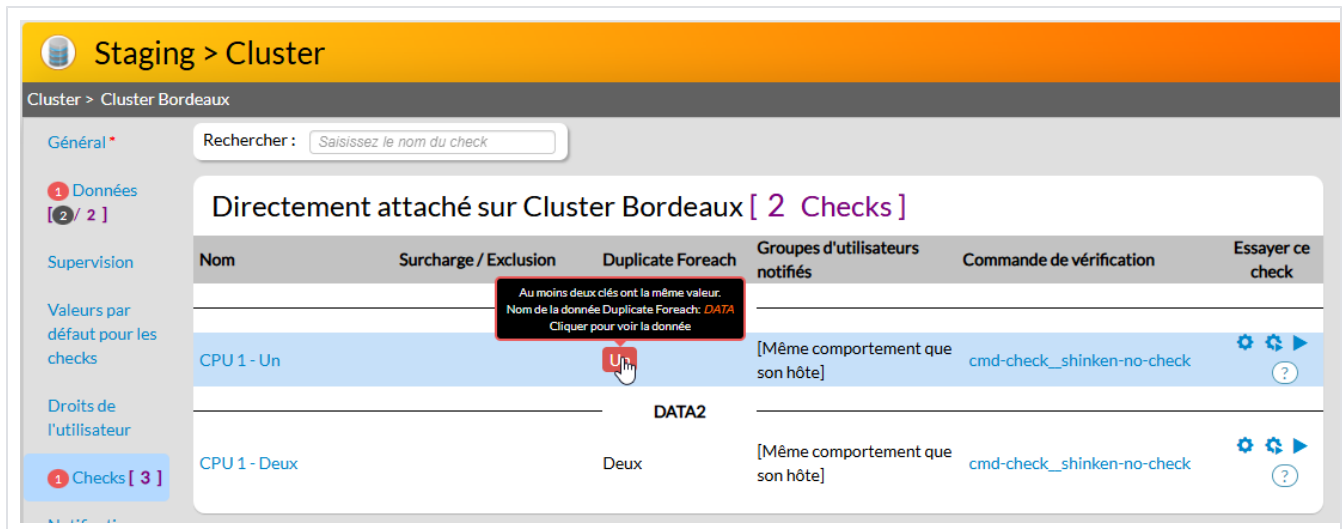 Staging > Cluster
Cluster > Cluster Bordeaux
Général *
Rechercher : Saisissez le nom du check
1 Données
[ 2 / 2 ]
Supervision
Valeurs par
défaut pour les
checks
Droits de
l'utilisateur
1 Checks [ 3 ]
Directement attaché sur Cluster Bordeaux [ 2 Checks ]
Nom Surcharge / Exclusion Duplicate Foreach Groupes d'utilisateurs notifiés Commande de vérification Essayer ce check
Au moins deux clés ont la même valeur.
Nom de la donnée Duplicate Foreach: DATA
Cliquer pour voir la donnée
CPU 1 - Un [Même comportement que son hôte] cmd-check__shinken-no-check
?
DATA2
CPU 1 - Deux Deux [Même comportement que son hôte] cmd-check__shinken-no-check
?